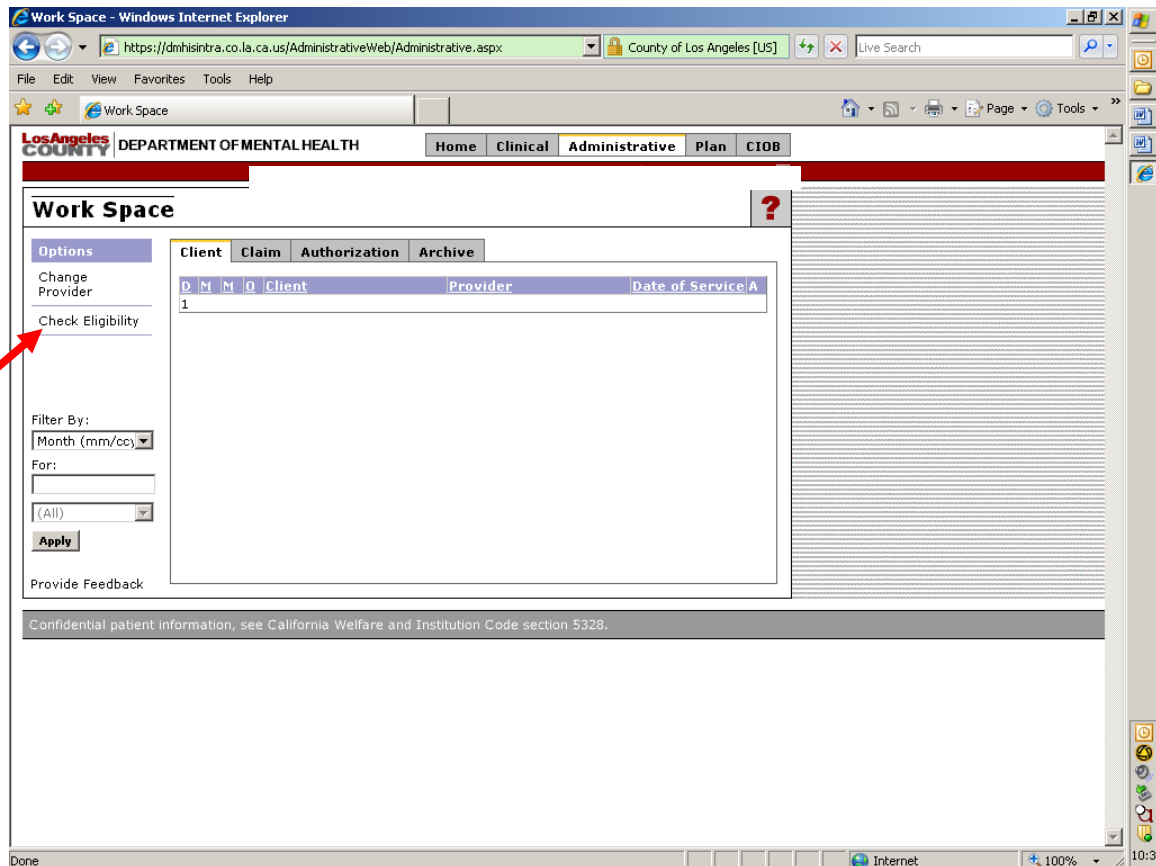 Work Space - Windows Internet Explorer
https://dmhisintra.co.la.ca.us/AdministrativeWeb/Administrative.aspx
County of Los Angeles [US]
Live Search
File Edit View Favorites Tools Help
Work Space
Page Tools »
Los Angeles COUNTY DEPARTMENT OF MENTAL HEALTH
Home Clinical Administrative Plan CIOB
Work Space
?
Options
Client Claim Authorization Archive
Change
Provider
D M M O Client Provider Date of Service A
1
Check Eligibility
Filter By:
Month (mm/ccy
For:
(All)
Apply
Provide Feedback
Confidential patient information, see California Welfare and Institution Code section 5328.
Done
Internet
100%
10:3